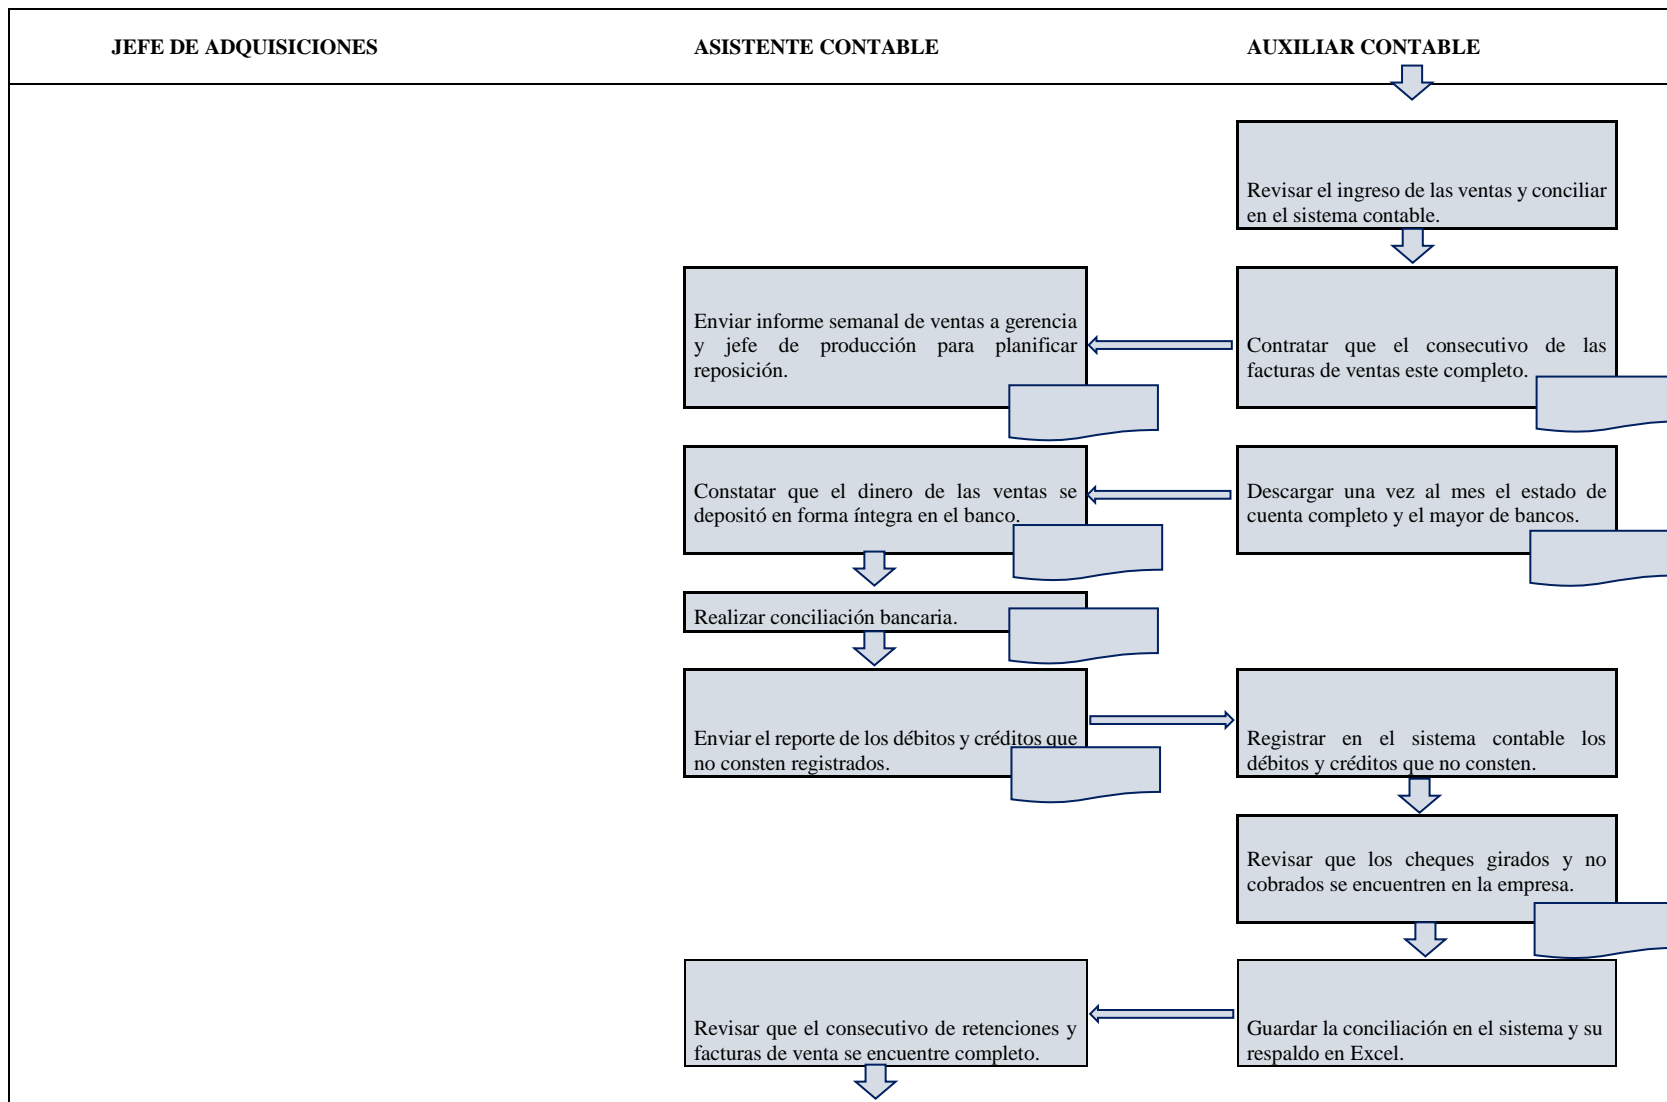 JEFE DE ADQUISICIONES
ASISTENTE CONTABLE
AUXILIAR CONTABLE
Revisar el ingreso de las ventas y conciliar
en el sistema contable.
Enviar informe semanal de ventas a gerencia
y jefe de producción para planificar
reposición.
Contratar que el consecutivo de las
facturas de ventas este completo.
Constatar que el dinero de las ventas se
depositó en forma íntegra en el banco.
Descargar una vez al mes el estado de
cuenta completo y el mayor de bancos.
Realizar conciliación bancaria.
Enviar el reporte de los débitos y créditos que
no consten registrados.
Registrar en el sistema contable los
débitos y créditos que no consten.
Revisar que los cheques girados y no
cobrados se encuentren en la empresa.
Revisar que el consecutivo de retenciones y
facturas de venta se encuentre completo.
Guardar la conciliación en el sistema y su
respaldo en Excel.